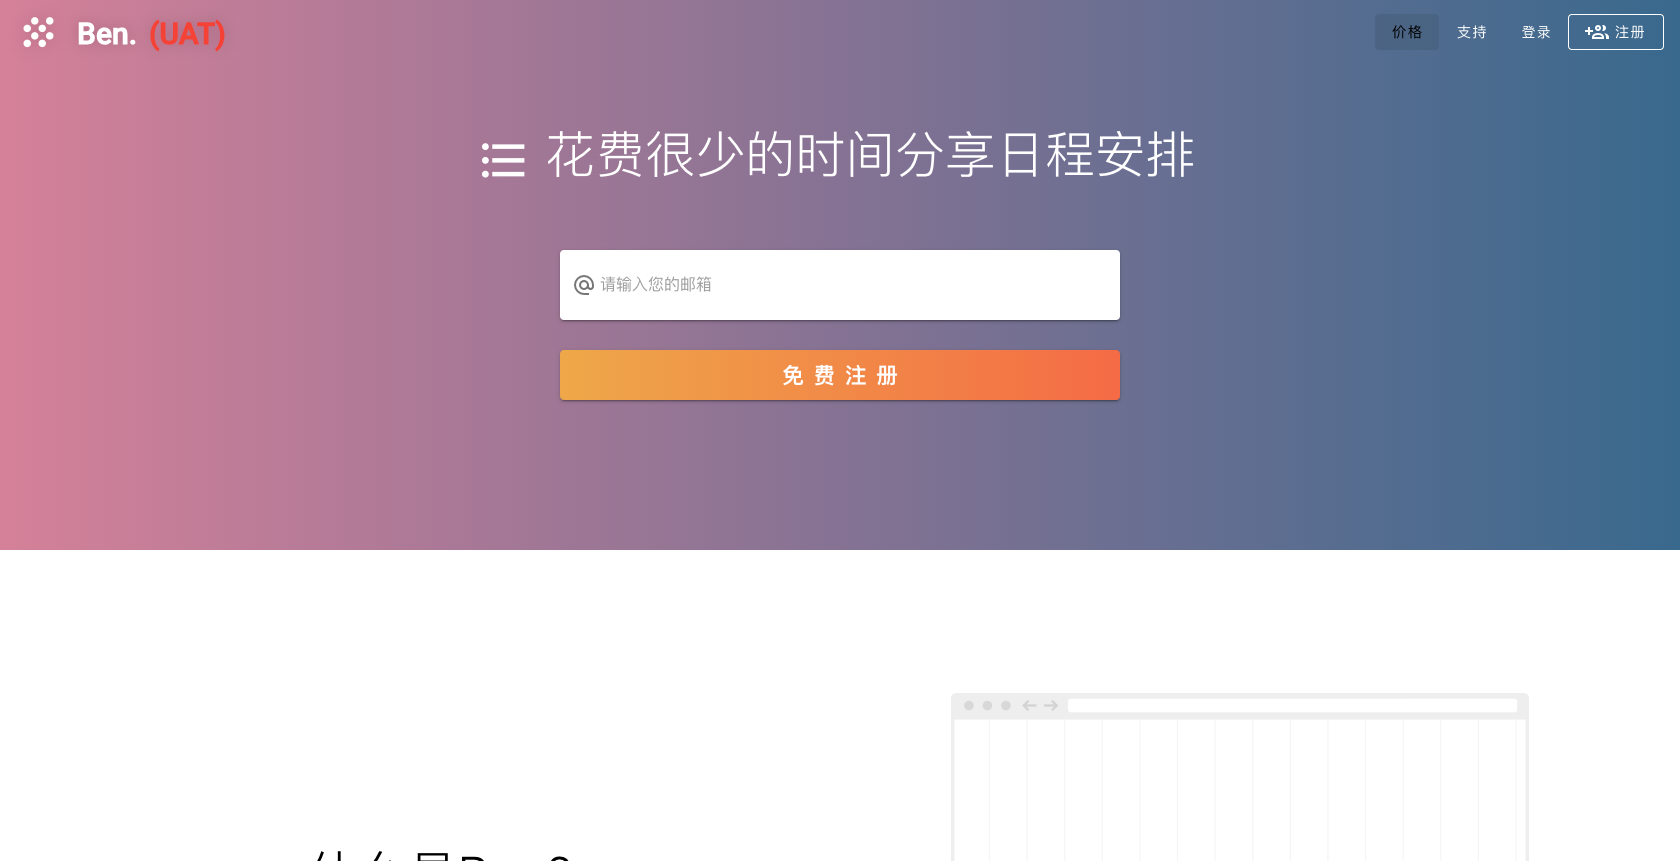 Ben. (UAT)
价格
支持
登录
注册
花费很少的时间分享日程安排
请输入您的邮箱
免费注册